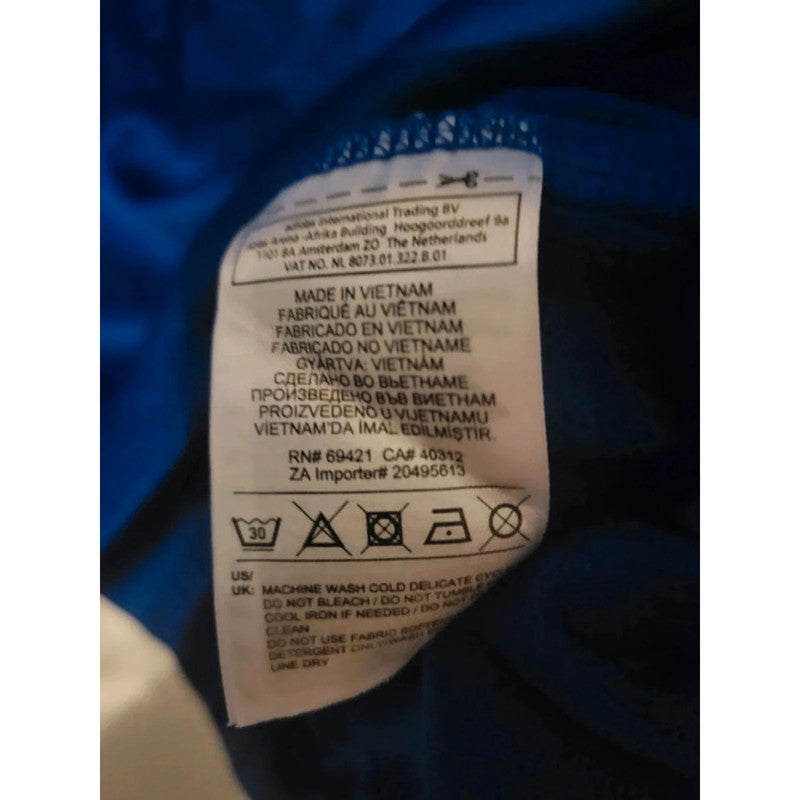 adidas International Trading BV
adidas Arena -Afrika Building Hoogoorddreef 9a
1101 BA Amsterdam ZO The Netherlands
VAT NO. NL 8073.01.322.B.01
MADE IN VIETNAM
FABRIQUÉ AU VIÊTNAM
FABRICADO EN VIETNAM
FABRICADO NO VIETNAME
GYÁRTVA: VIETNÁM
СДЕЛАНО ВО ВЬЕТНАМЕ
ПРОИЗВЕДЕНО ВЪВ ВИЕТНАМ
PROIZVEDENO U VIJETNAMU
VIETNAM'DA İMAL EDİLMİŞTİR.
RN# 69421 CA# 40312
ZA Importer# 20495613
30
US/
UK: MACHINE WASH COLD DELICATE
DO NOT BLEACH / DO NOT TUMBLE
COOL IRON IF NEEDED / DO NOT
CLEAN
DO NOT USE FABRIC
DETERGENT ONLY/WASH
LINE DRY